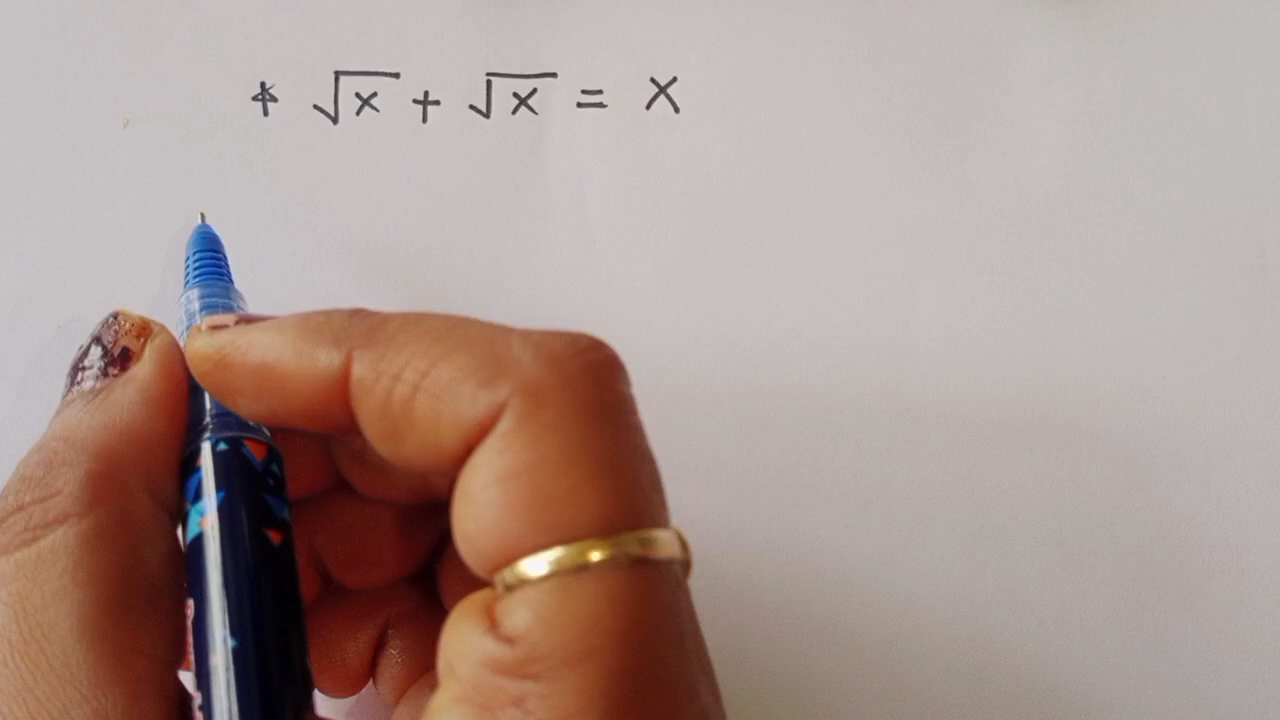 * √x + √x = x